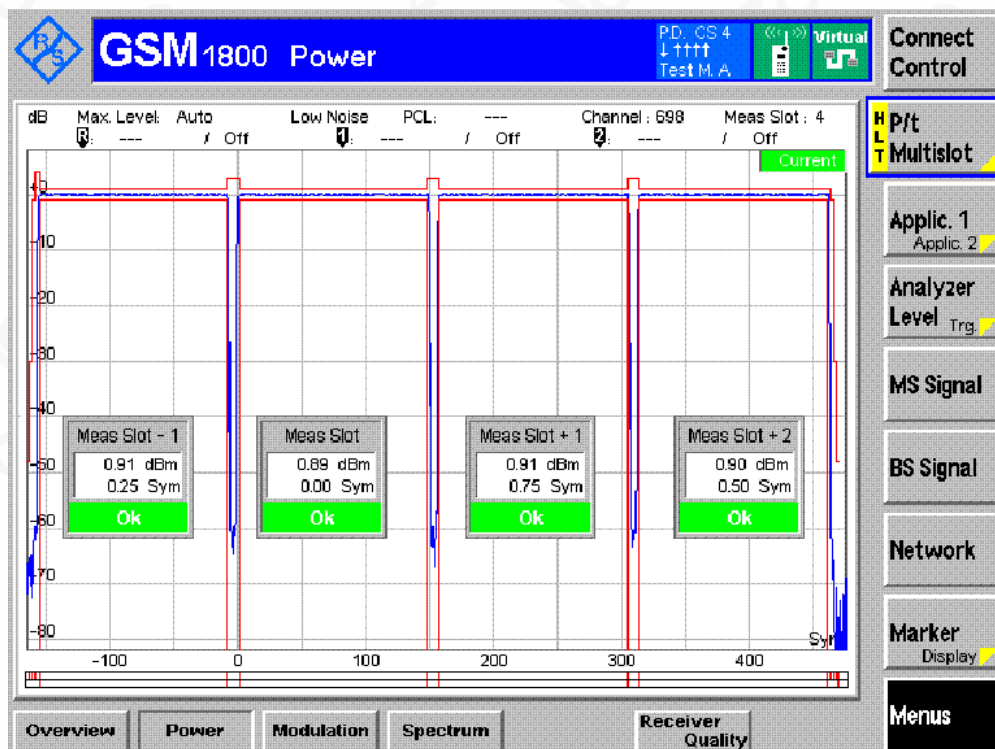 R S
GSM 1800 Power
P.D. CS 4
↓ ↑↑↑↑
Test M. A
Virtual
Connect Control
dB Max. Level: Auto Low Noise PCL: --- Channel : 698 Meas Slot : 4
R: --- / Off 1: --- / Off 2: --- / Off
Current
HLT
P/t Multislot
Applic. 1
Applic. 2
Analyzer Level Trg.
MS Signal
BS Signal
Network
Marker
Display
Menus
+0
-10
-20
-30
-40
-50
-60
-70
-80
Meas Slot - 1
0.91 dBm
0.25 Sym
Ok
Meas Slot
0.89 dBm
0.00 Sym
Ok
Meas Slot + 1
0.91 dBm
0.75 Sym
Ok
Meas Slot + 2
0.90 dBm
0.50 Sym
Ok
Sym
-100 0 100 200 300 400
Overview Power Modulation Spectrum Receiver Quality